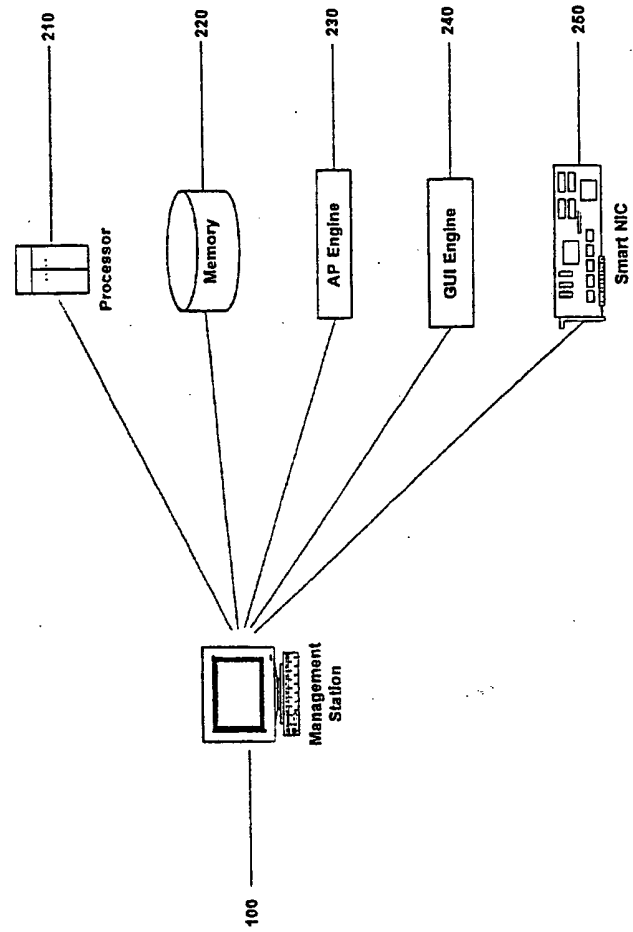 210
Processor
220
Memory
230
AP Engine
240
GUI Engine
250
Smart NIC
Management
Station
100